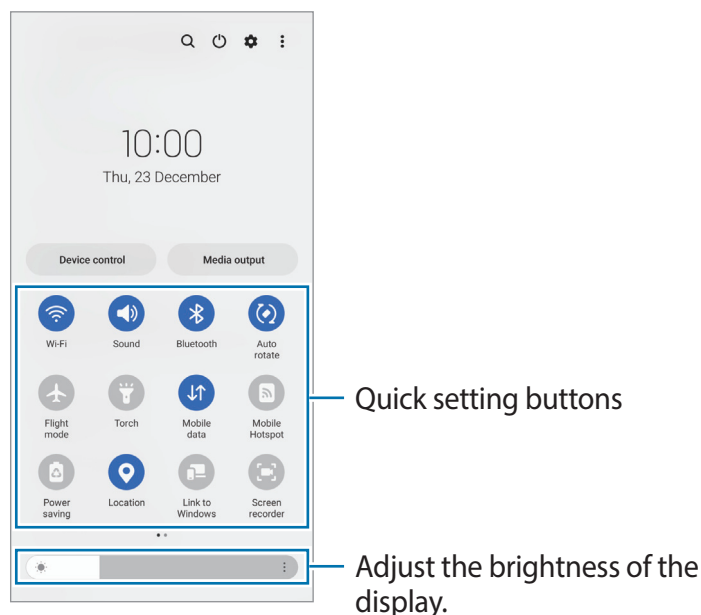 10:00
Thu, 23 December
Device control
Media output
Wi-Fi
Sound
Bluetooth
Auto
rotate
Flight
mode
Torch
Mobile
data
Mobile
Hotspot
Quick setting buttons
Power
saving
Location
Link to
Windows
Screen
recorder
Adjust the brightness of the
display.